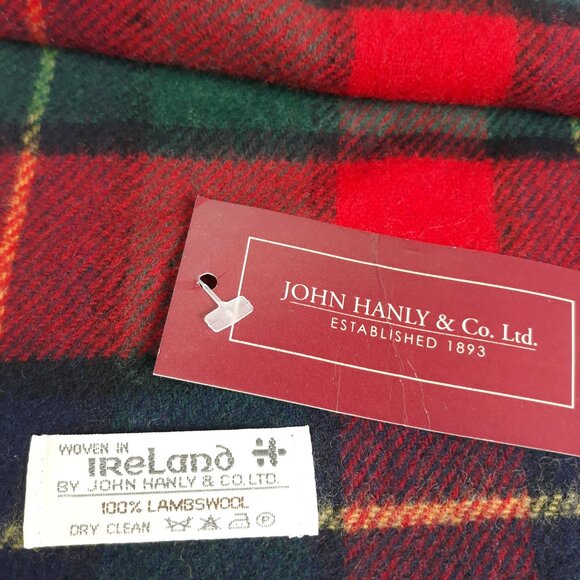 JOHN HANLY & Co. Ltd.
ESTABLISHED 1893
WOVEN IN
IReLanD
BY JOHN HANLY & CO.LTD.
100% LAMBSWOOL
DRY CLEAN Ⓟ